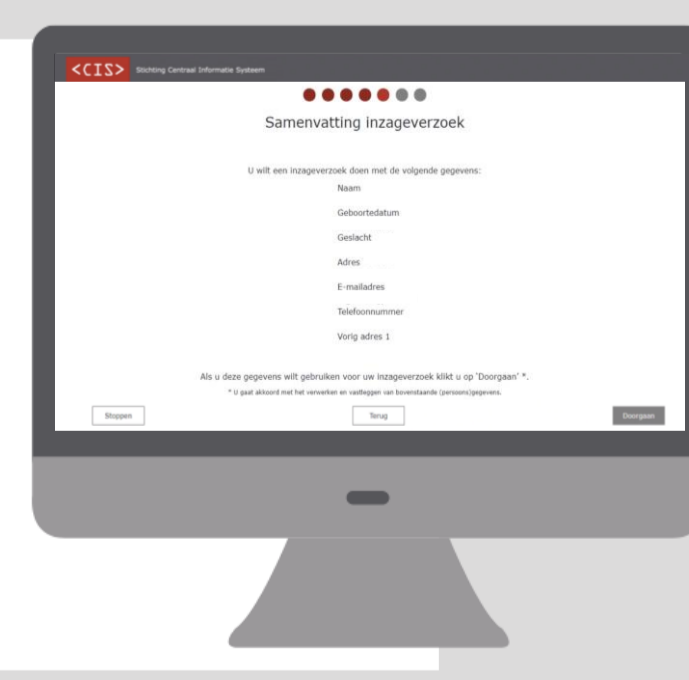 <CIS> Stichting Centraal Informatie Systeem
Samenvatting inzageverzoek
U wilt een inzageverzoek doen met de volgende gegevens:
Naam
Geboortedatum
Geslacht
Adres
E-mailadres
Telefoonnummer
Vorig adres 1
Als u deze gegevens wilt gebruiken voor uw inzageverzoek klikt u op 'Doorgaan' *.
* U gaat akkoord met het verwerken en vastleggen van bovenstaande (persoons)gegevens.
Stoppen Terug Doorgaan